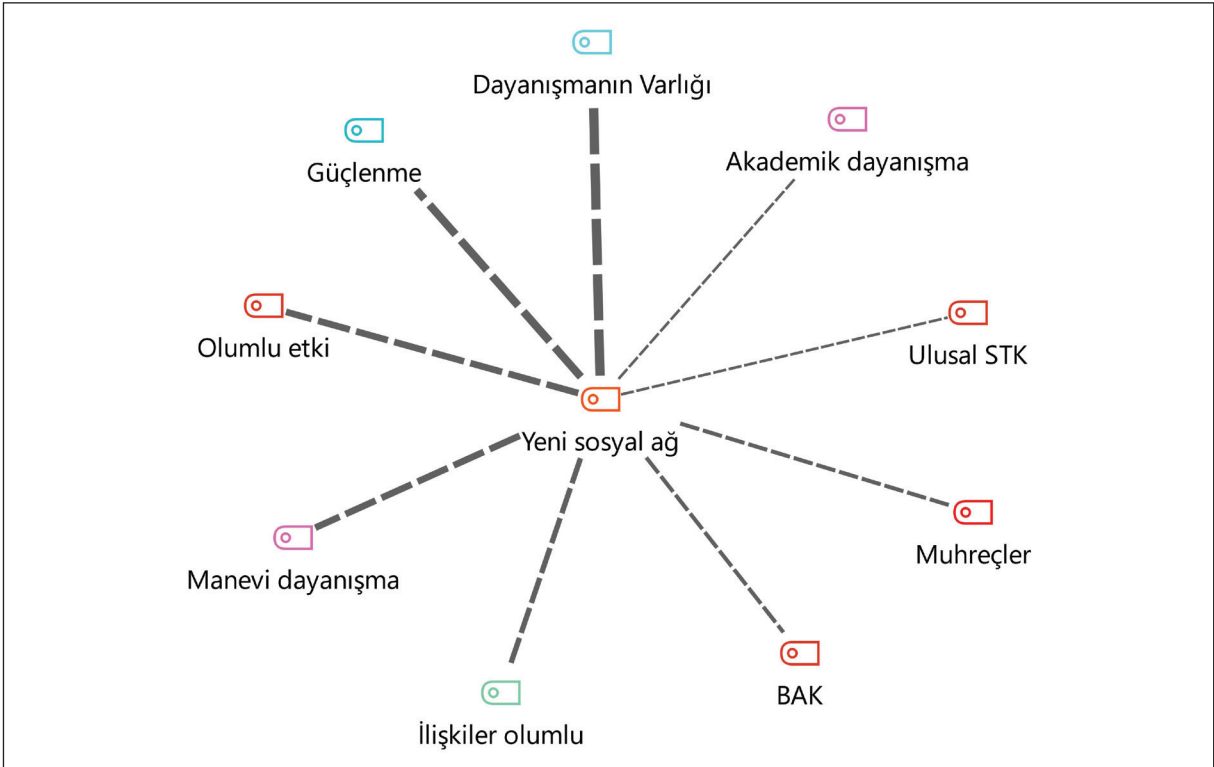 Dayanışmanın Varlığı
Akademik dayanışma
Güçlenme
Olumlu etki
Ulusal STK
Yeni sosyal ağ
Muhreçler
Manevi dayanışma
BAK
İlişkiler olumlu